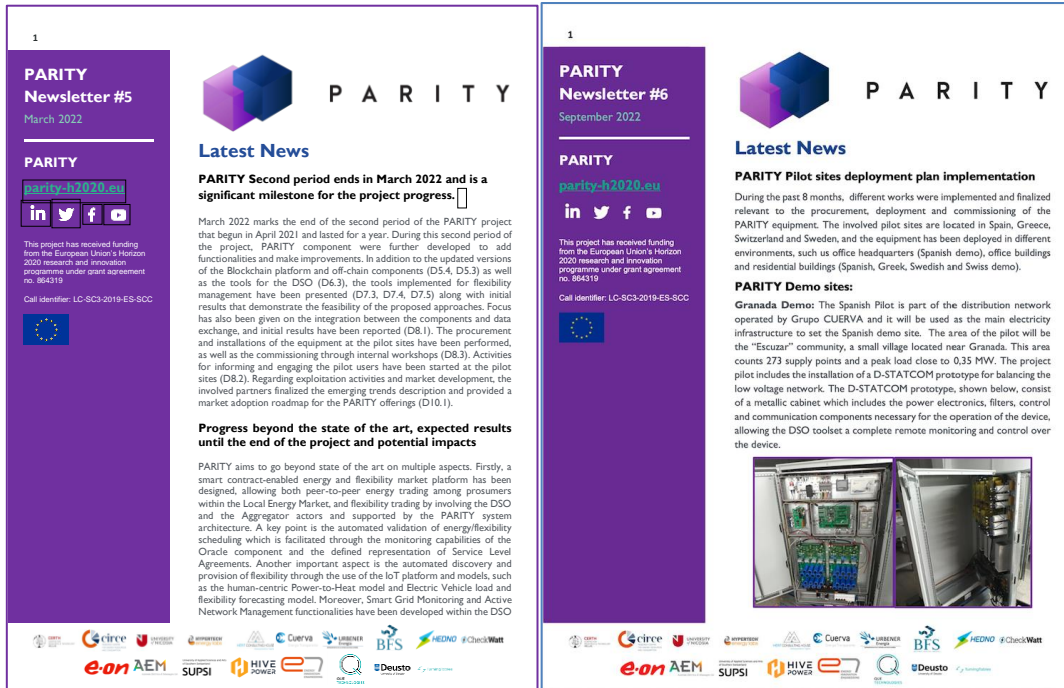 1
PARITY
Newsletter #5
March 2022
PARITY
parity-h2020.eu
This project has received funding
from the European Union's Horizon
2020 research and innovation
programme under grant agreement
no. 864319
Call identifier: LC-SC3-2019-ES-SCC
PARITY
Latest News
PARITY Second period ends in March 2022 and is a
significant milestone for the project progress.
March 2022 marks the end of the second period of the PARITY project
that begun in April 2021 and lasted for a year. During this second period of
the project, PARITY component were further developed to add
functionalities and make improvements. In addition to the updated versions
of the Blockchain platform and off-chain components (D5.4, D5.3) as well
as the tools for the DSO (D6.3), the tools implemented for flexibility
management have been presented (D7.3, D7.4, D7.5) along with initial
results that demonstrate the feasibility of the proposed approaches. Focus
has also been given on the integration between the components and data
exchange, and initial results have been reported (D8.1). The procurement
and installations of the equipment at the pilot sites have been performed,
as well as the commissioning through internal workshops (D8.3). Activities
for informing and engaging the pilot users have been started at the pilot
sites (D8.2). Regarding exploitation activities and market development, the
involved partners finalized the emerging trends description and provided a
market adoption roadmap for the PARITY offerings (D10.1).
Progress beyond the state of the art, expected results
until the end of the project and potential impacts
PARITY aims to go beyond state of the art on multiple aspects. Firstly, a
smart contract-enabled energy and flexibility market platform has been
designed, allowing both peer-to-peer energy trading among prosumers
within the Local Energy Market, and flexibility trading by involving the DSO
and the Aggregator actors and supported by the PARITY system
architecture. A key point is the automated validation of energy/flexibility
scheduling which is facilitated through the monitoring capabilities of the
Oracle component and the defined representation of Service Level
Agreements. Another important aspect is the automated discovery and
provision of flexibility through the use of the IoT platform and models, such
as the human-centric Power-to-Heat model and Electric Vehicle load and
flexibility forecasting model. Moreover, Smart Grid Monitoring and Active
Network Management functionalities have been developed within the DSO
CERTH circe UNIVERSITY OF NICOSIA HYPERTECH Cuerva URBENER Energía BFS HEDNO CheckWatt
e·on AEM SUPSI HIVE POWER QUE TECHNOLOGIES Deusto
1
PARITY
Newsletter #6
September 2022
PARITY
parity-h2020.eu
This project has received funding
from the European Union's Horizon
2020 research and innovation
programme under grant agreement
no. 864319
Call identifier: LC-SC3-2019-ES-SCC
PARITY
Latest News
PARITY Pilot sites deployment plan implementation
During the past 8 months, different works were implemented and finalized
relevant to the procurement, deployment and commissioning of the
PARITY equipment. The involved pilot sites are located in Spain, Greece,
Switzerland and Sweden, and the equipment has been deployed in different
environments, such us office headquarters (Spanish demo), office buildings
and residential buildings (Spanish, Greek, Swedish and Swiss demo).
PARITY Demo sites:
Granada Demo: The Spanish Pilot is part of the distribution network
operated by Grupo CUERVA and it will be used as the main electricity
infrastructure to set the Spanish demo site. The area of the pilot will be
the "Escuzar" community, a small village located near Granada. This area
counts 273 supply points and a peak load close to 0,35 MW. The project
pilot includes the installation of a D-STATCOM prototype for balancing the
low voltage network. The D-STATCOM prototype, shown below, consist
of a metallic cabinet which includes the power electronics, filters, control
and communication components necessary for the operation of the device,
allowing the DSO toolset a complete remote monitoring and control over
the device.
CERTH circe UNIVERSITY OF NICOSIA HYPERTECH Cuerva URBENER Energía BFS HEDNO CheckWatt
e·on AEM SUPSI HIVE POWER QUE TECHNOLOGIES Deusto